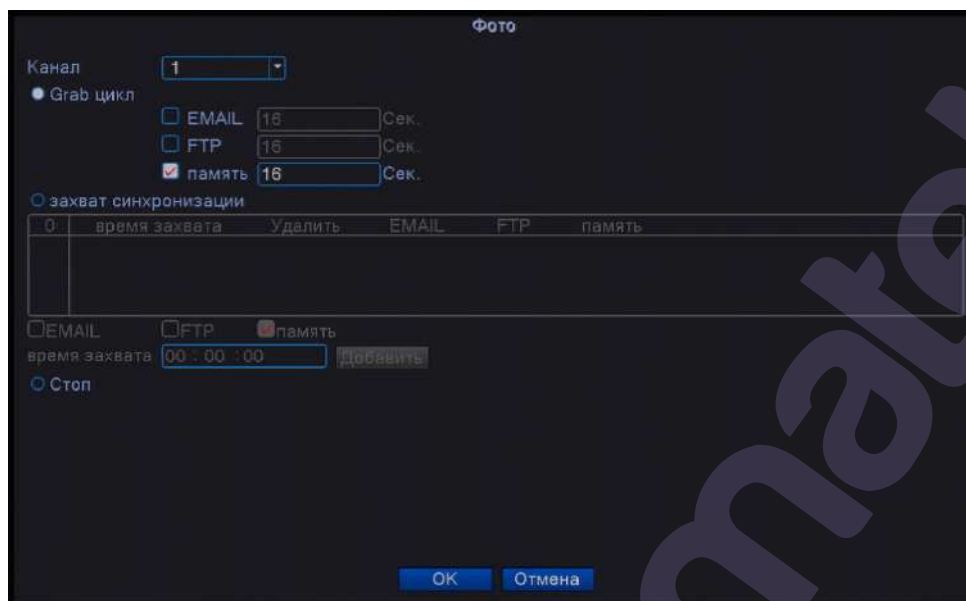 Фото
Канал 1
Grab цикл
EMAIL 16 Сек.
FTP 16 Сек.
память 16 Сек.
захват синхронизации
0 время захвата Удалить EMAIL FTP память
EMAIL FTP память
время захвата 00 : 00 : 00 Добавить
Стоп
OK Отмена